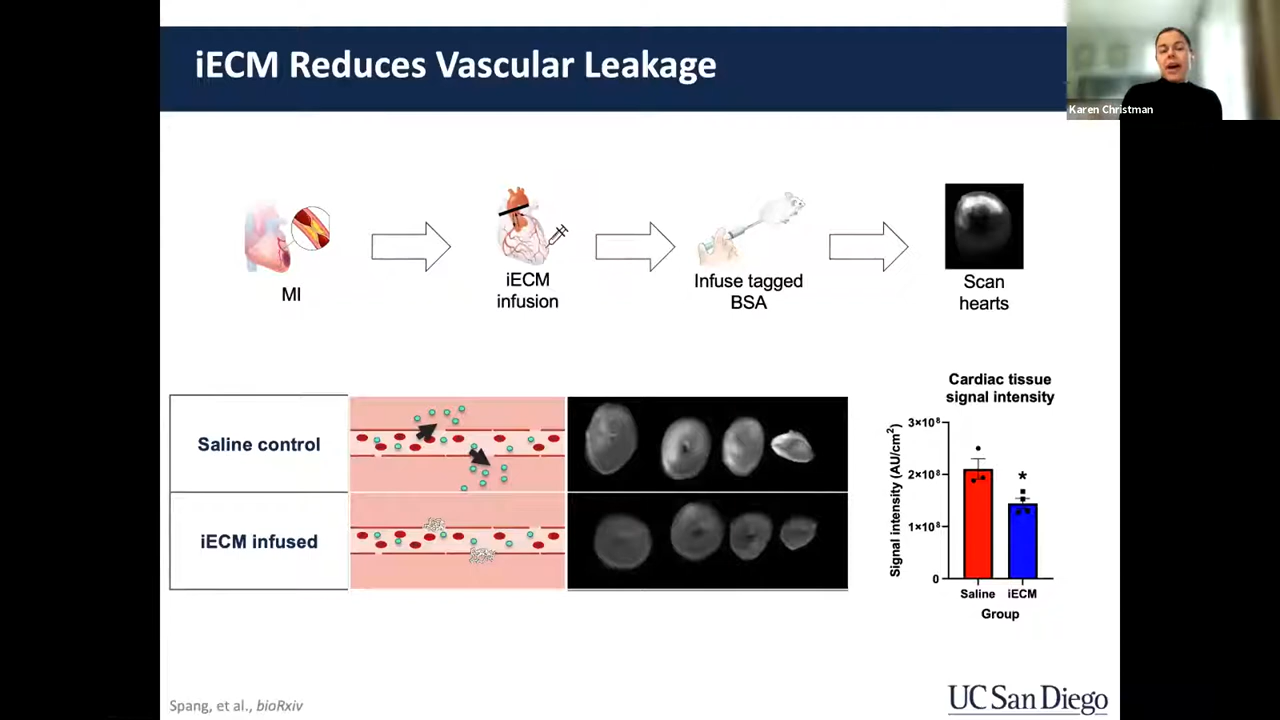 iECM Reduces Vascular Leakage
Karen Christman
MI
iECM
infusion
Infuse tagged
BSA
Scan
hearts
Saline control
iECM infused
Cardiac tissue
signal intensity
Signal intensity (AU/cm²)
3×10⁸
2×10⁸
1×10⁸
0
*
Saline
iECM
Group
Spang, et al., bioRxiv
UC San Diego